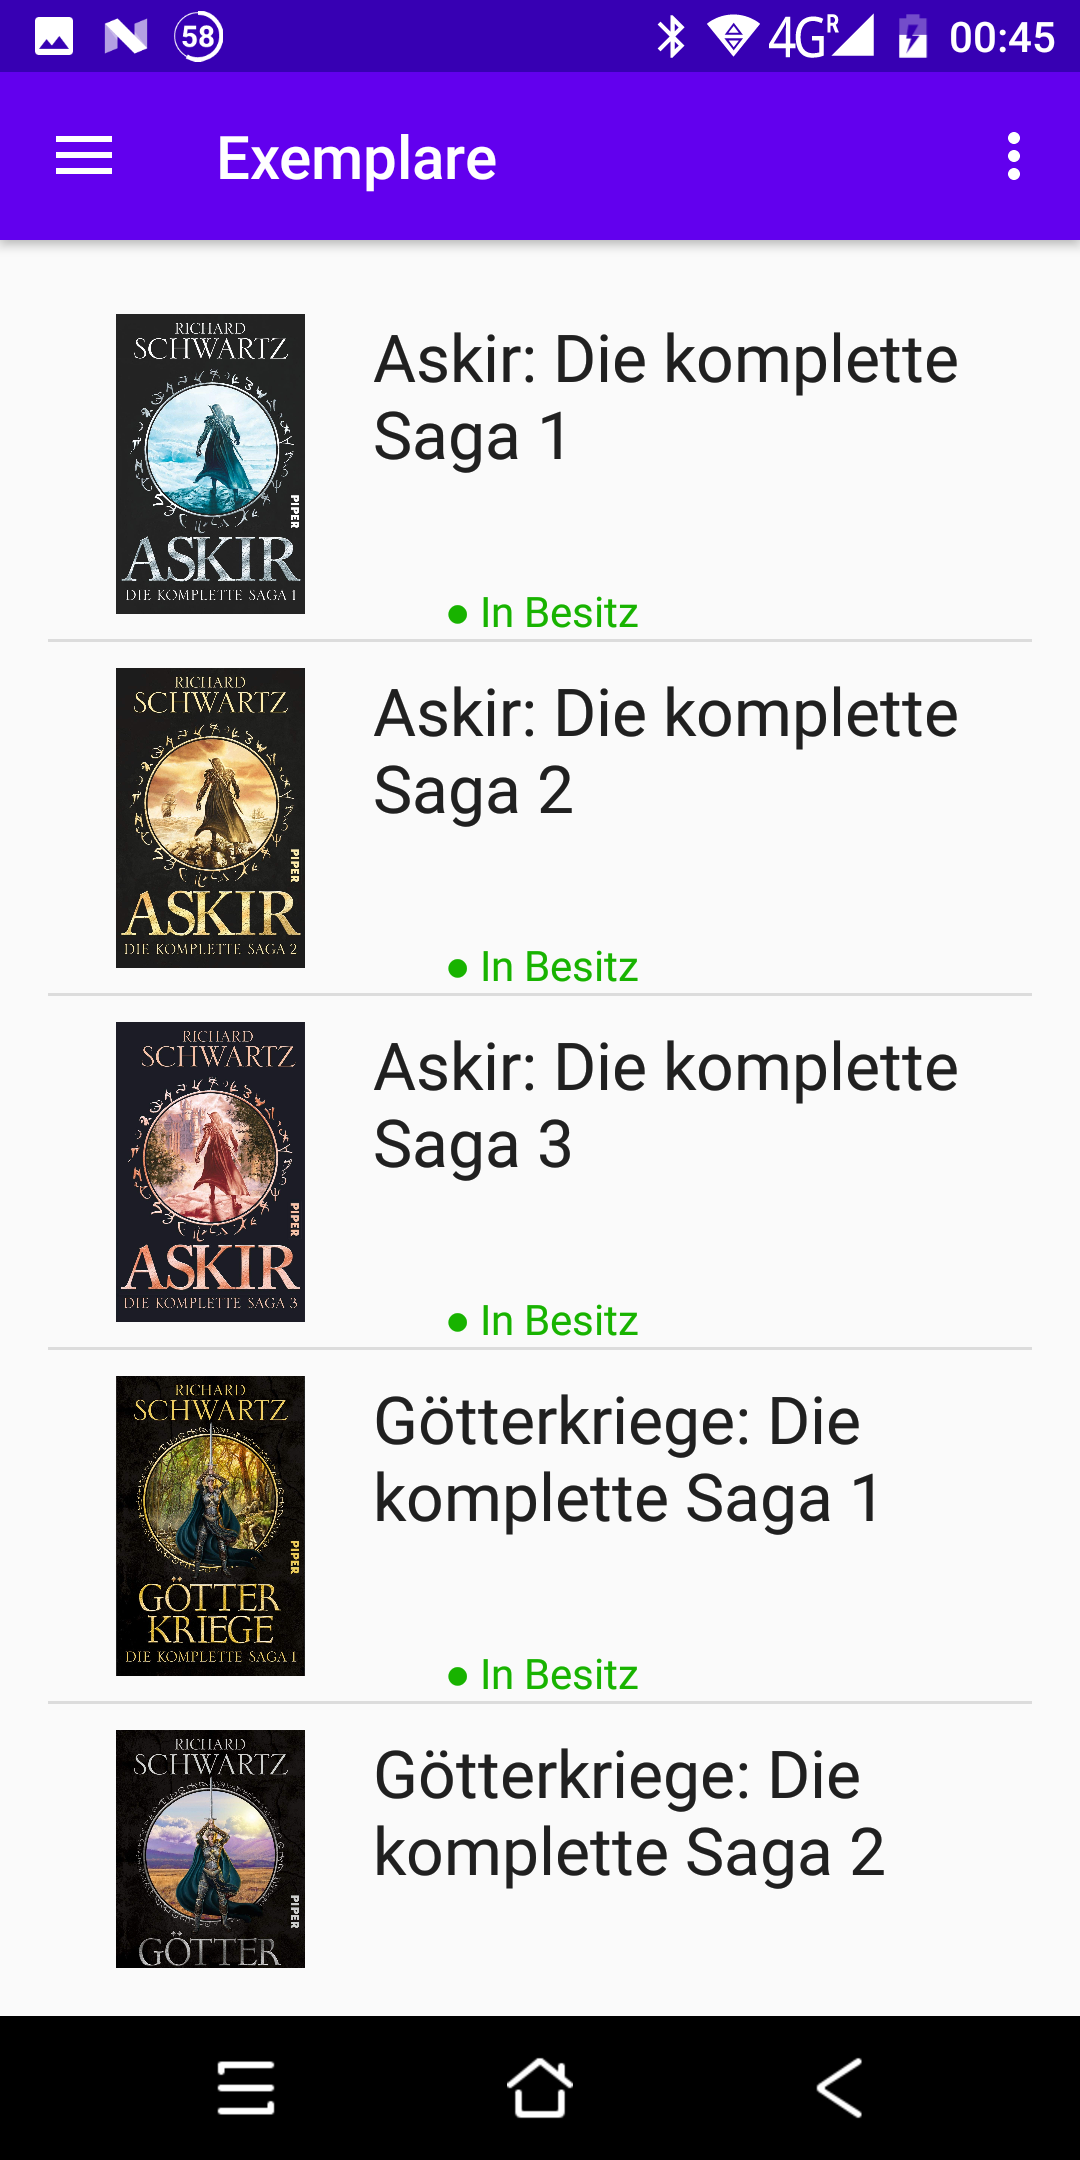 58 4G R 00:45
Exemplare
RICHARD
SCHWARTZ
PIPER
ASKIR
DIE KOMPLETTE SAGA 1
Askir: Die komplette
Saga 1
● In Besitz
RICHARD
SCHWARTZ
PIPER
ASKIR
DIE KOMPLETTE SAGA 2
Askir: Die komplette
Saga 2
● In Besitz
RICHARD
SCHWARTZ
PIPER
ASKIR
DIE KOMPLETTE SAGA 3
Askir: Die komplette
Saga 3
● In Besitz
RICHARD
SCHWARTZ
PIPER
GÖTTER
KRIEGE
DIE KOMPLETTE SAGA 1
Götterkriege: Die
komplette Saga 1
● In Besitz
RICHARD
SCHWARTZ
PIPER
GÖTTER
Götterkriege: Die
komplette Saga 2